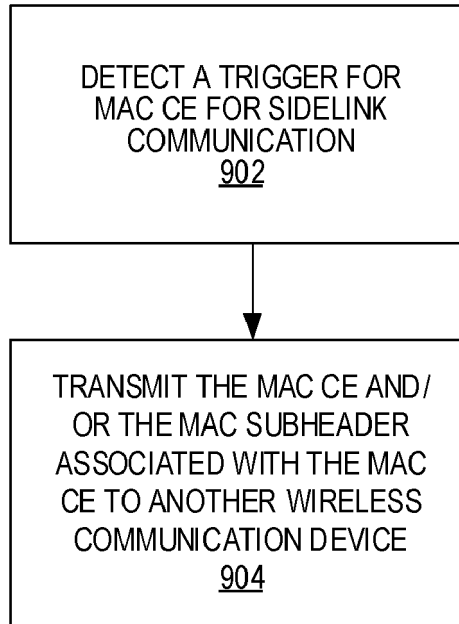 DETECT A TRIGGER FOR
MAC CE FOR SIDELINK
COMMUNICATION
902
TRANSMIT THE MAC CE AND/
OR THE MAC SUBHEADER
ASSOCIATED WITH THE MAC
CE TO ANOTHER WIRELESS
COMMUNICATION DEVICE
904